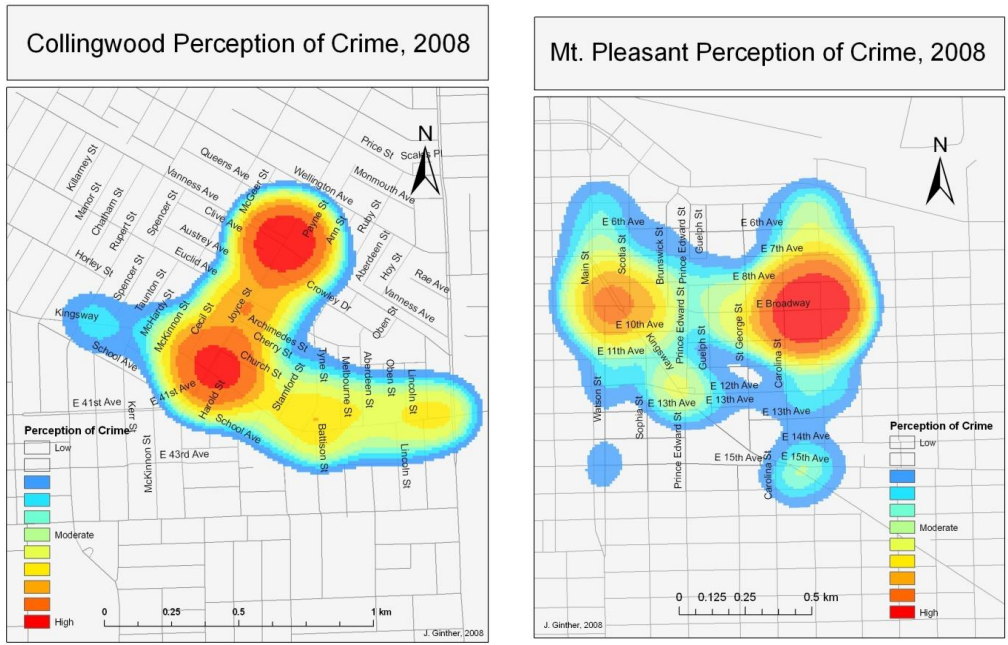 Collingwood Perception of Crime, 2008
N
Price St
Scales Pl
Queens Ave
Monmouth Ave
Wellington Ave
Killarney St
Manor St
Chatham St
Rupert St
Spencer St
Vanness Ave
McGeer St
Payne St
Ann St
Ruby St
Clive Ave
Austrey Ave
Euclid Ave
Horley St
Spencer St
Taunton St
McHardy St
McKinnon St
Cecil St
Joyce St
Aberdeen St
Hoy St
Rae Ave
Vanness Ave
Crowley Dr
Oben St
Kingsway
School Ave
Archimedes St
Cherry St
Church St
Stamford St
Tyne St
Melbourne St
Aberdeen St
Oben St
Lincoln St
E 41st Ave
E 41st Ave
Harold St
School Ave
Kerr St
McKinnon St
E 43rd Ave
Battison St
Lincoln St
Perception of Crime
Low
Moderate
High
0 0.25 0.5 1 km
J. Ginther, 2008
Mt. Pleasant Perception of Crime, 2008
N
E 6th Ave
E 6th Ave
Main St
Scotia St
Brunswick St
Prince Edward St
Guelph St
E 7th Ave
E 8th Ave
E Broadway
E 10th Ave
Kingsway
Prince Edward St
Guelph St
St George St
Carolina St
E 11th Ave
E 12th Ave
E 13th Ave
E 13th Ave
E 13th Ave
Watson St
Sophia St
Prince Edward St
E 14th Ave
E 15th Ave
E 15th Ave
Carolina St
Perception of Crime
Low
Moderate
High
0 0.125 0.25 0.5 km
J. Ginther, 2008